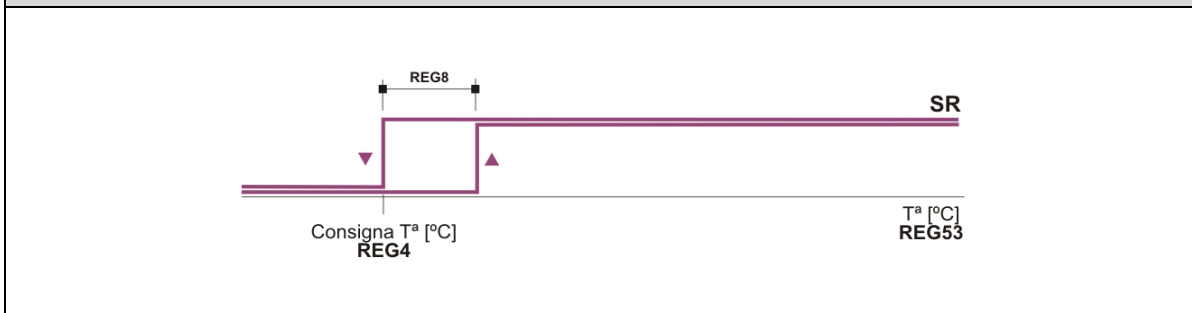 REG8
SR
Consigna Tª [ºC]
REG4
Tª [ºC]
REG53